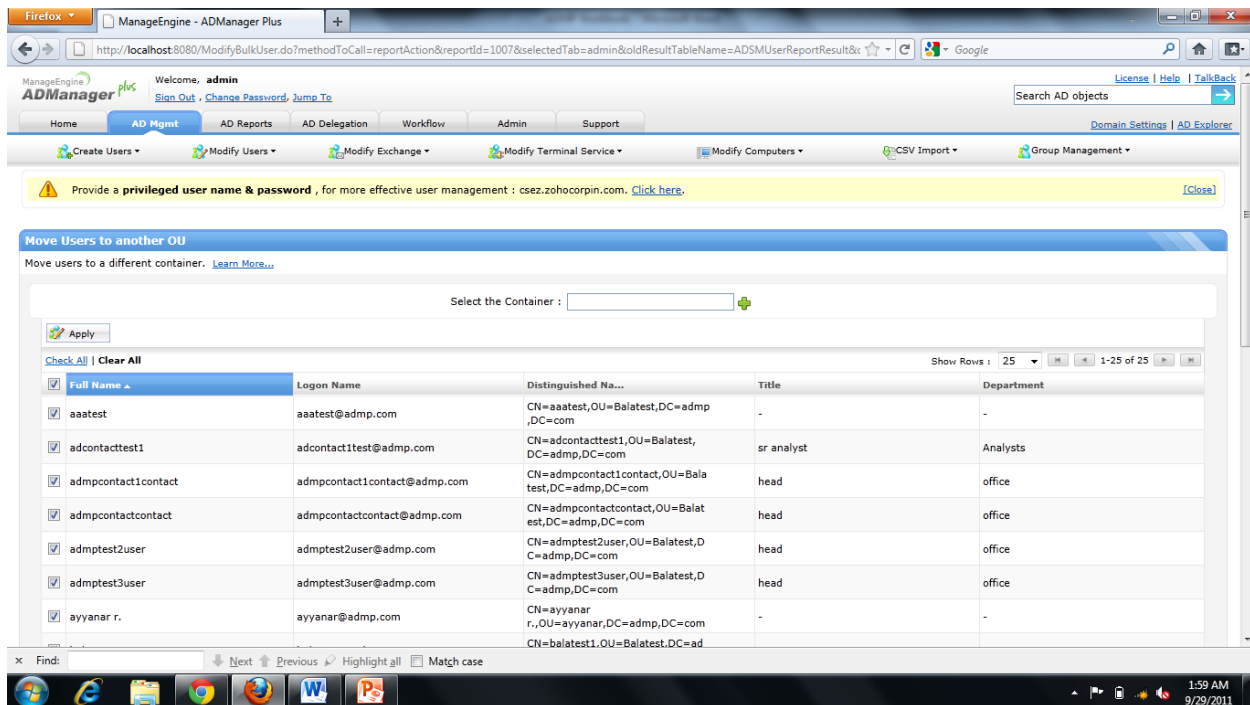 Firefox
ManageEngine - ADManager Plus
http://localhost:8080/ModifyBulkUser.do?methodToCall=reportAction&reportId=1007&selectedTab=admin&oldResultTableName=ADSMUserReportResult&
Google
ManageEngine
ADManager plus
Welcome, admin
Sign Out , Change Password, Jump To
License | Help | TalkBack
Search AD objects
Home AD Mgmt AD Reports AD Delegation Workflow Admin Support
Domain Settings | AD Explorer
Create Users Modify Users Modify Exchange Modify Terminal Service Modify Computers CSV Import Group Management
Provide a privileged user name & password , for more effective user management : csez.zohocorpin.com. Click here.
[Close]
Move Users to another OU
Move users to a different container. Learn More...
Select the Container :
Apply
Check All | Clear All
Show Rows : 25 1-25 of 25
Full Name Logon Name Distinguished Na... Title Department
aaatest aaatest@admp.com CN=aaatest,OU=Balatest,DC=admp
,DC=com - -
adcontacttest1 adcontact1test@admp.com CN=adcontacttest1,OU=Balatest,
DC=admp,DC=com sr analyst Analysts
admpcontact1contact admpcontact1contact@admp.com CN=admpcontact1contact,OU=Bala
test,DC=admp,DC=com head office
admpcontactcontact admpcontactcontact@admp.com CN=admpcontactcontact,OU=Balat
est,DC=admp,DC=com head office
admptest2user admptest2user@admp.com CN=admptest2user,OU=Balatest,D
C=admp,DC=com head office
admptest3user admptest3user@admp.com CN=admptest3user,OU=Balatest,D
C=admp,DC=com head office
ayyanar r. ayyanar@admp.com CN=ayyanar
r.,OU=ayyanar,DC=admp,DC=com - -
CN=balatest1,OU=Balatest,DC=ad
× Find: Next Previous Highlight all Match case
1:59 AM
9/29/2011